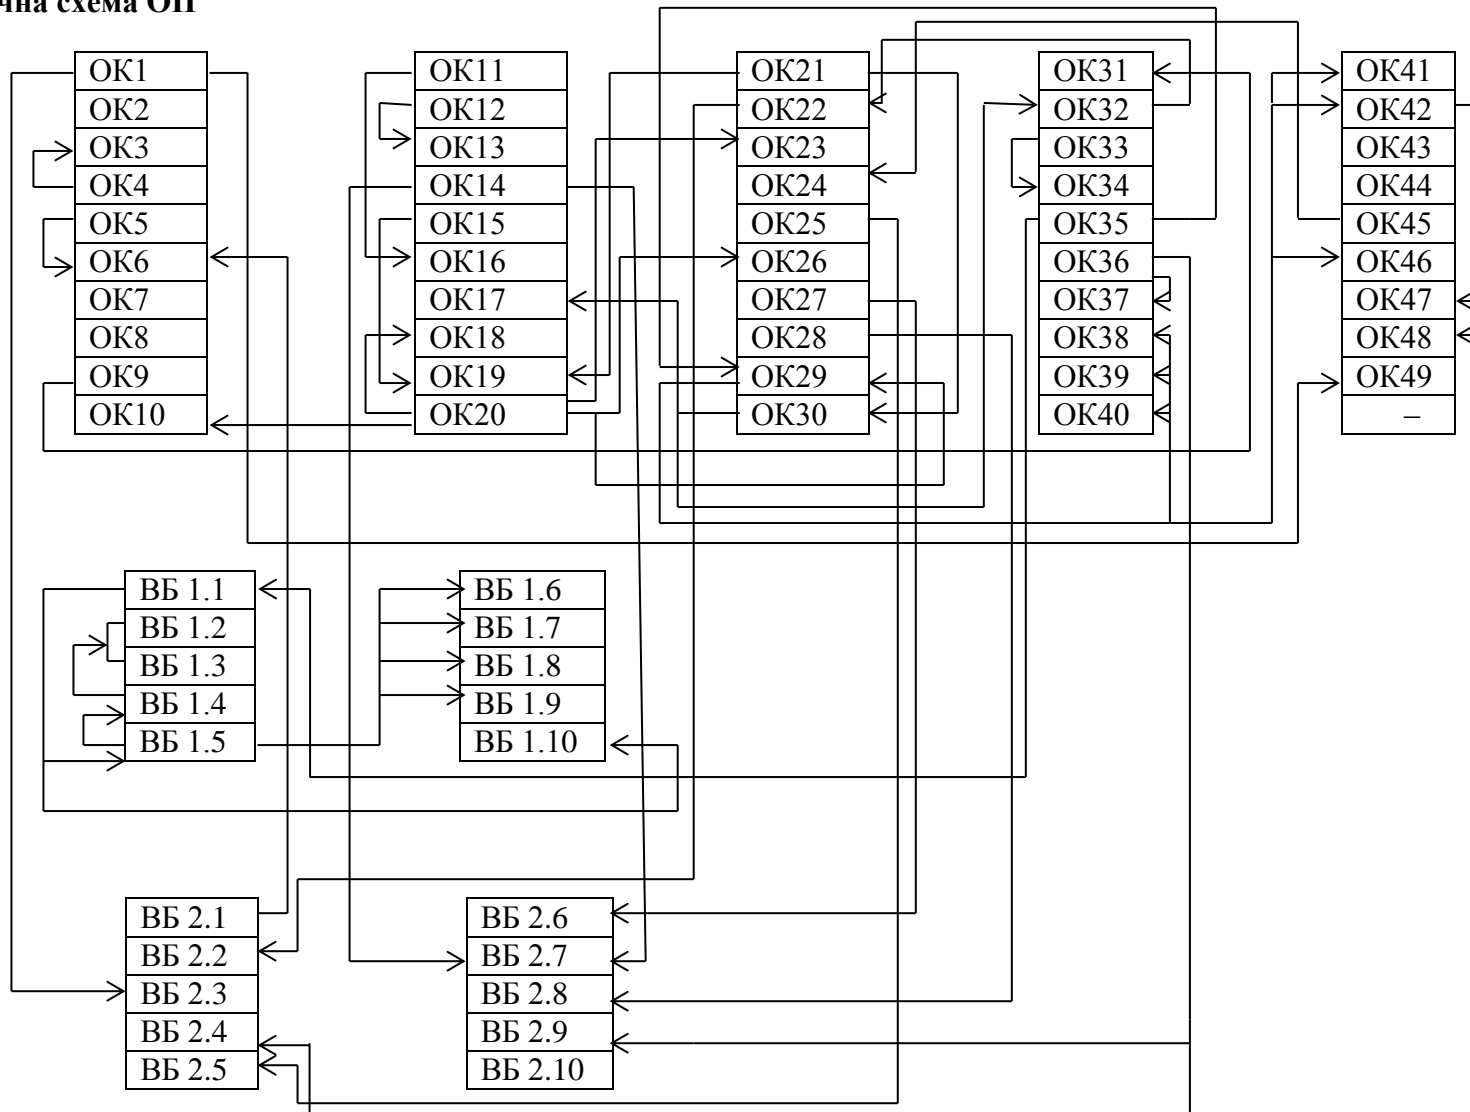 чна схема ОП
ОК1
ОК2
ОК3
ОК4
ОК5
ОК6
ОК7
ОК8
ОК9
ОК10
ОК11
ОК12
ОК13
ОК14
ОК15
ОК16
ОК17
ОК18
ОК19
ОК20
ОК21
ОК22
ОК23
ОК24
ОК25
ОК26
ОК27
ОК28
ОК29
ОК30
ОК31
ОК32
ОК33
ОК34
ОК35
ОК36
ОК37
ОК38
ОК39
ОК40
ОК41
ОК42
ОК43
ОК44
ОК45
ОК46
ОК47
ОК48
ОК49
–
ВБ 1.1
ВБ 1.2
ВБ 1.3
ВБ 1.4
ВБ 1.5
ВБ 1.6
ВБ 1.7
ВБ 1.8
ВБ 1.9
ВБ 1.10
ВБ 2.1
ВБ 2.2
ВБ 2.3
ВБ 2.4
ВБ 2.5
ВБ 2.6
ВБ 2.7
ВБ 2.8
ВБ 2.9
ВБ 2.10